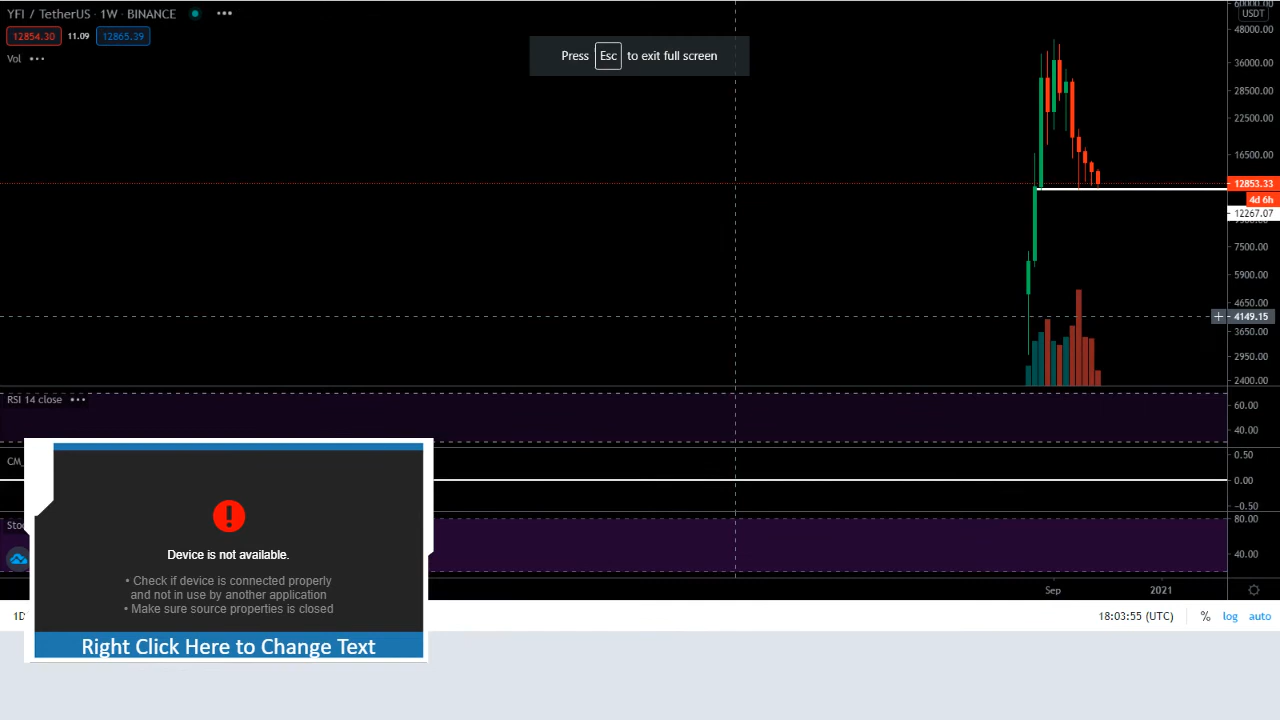 YFI / TetherUS · 1W · BINANCE
12854.30 11.09 12865.39
Vol
Press Esc to exit full screen
USDT
48000.00
36000.00
28500.00
22500.00
16500.00
12853.33
4d 6h
12267.07
7500.00
5900.00
4650.00
4149.15
3650.00
2950.00
2400.00
RSI 14 close
60.00
40.00
CM_
0.50
0.00
−0.50
Stoc
80.00
40.00
Device is not available.
• Check if device is connected properly
and not in use by another application
• Make sure source properties is closed
Right Click Here to Change Text
Sep 2021
1D
18:03:55 (UTC) % log auto